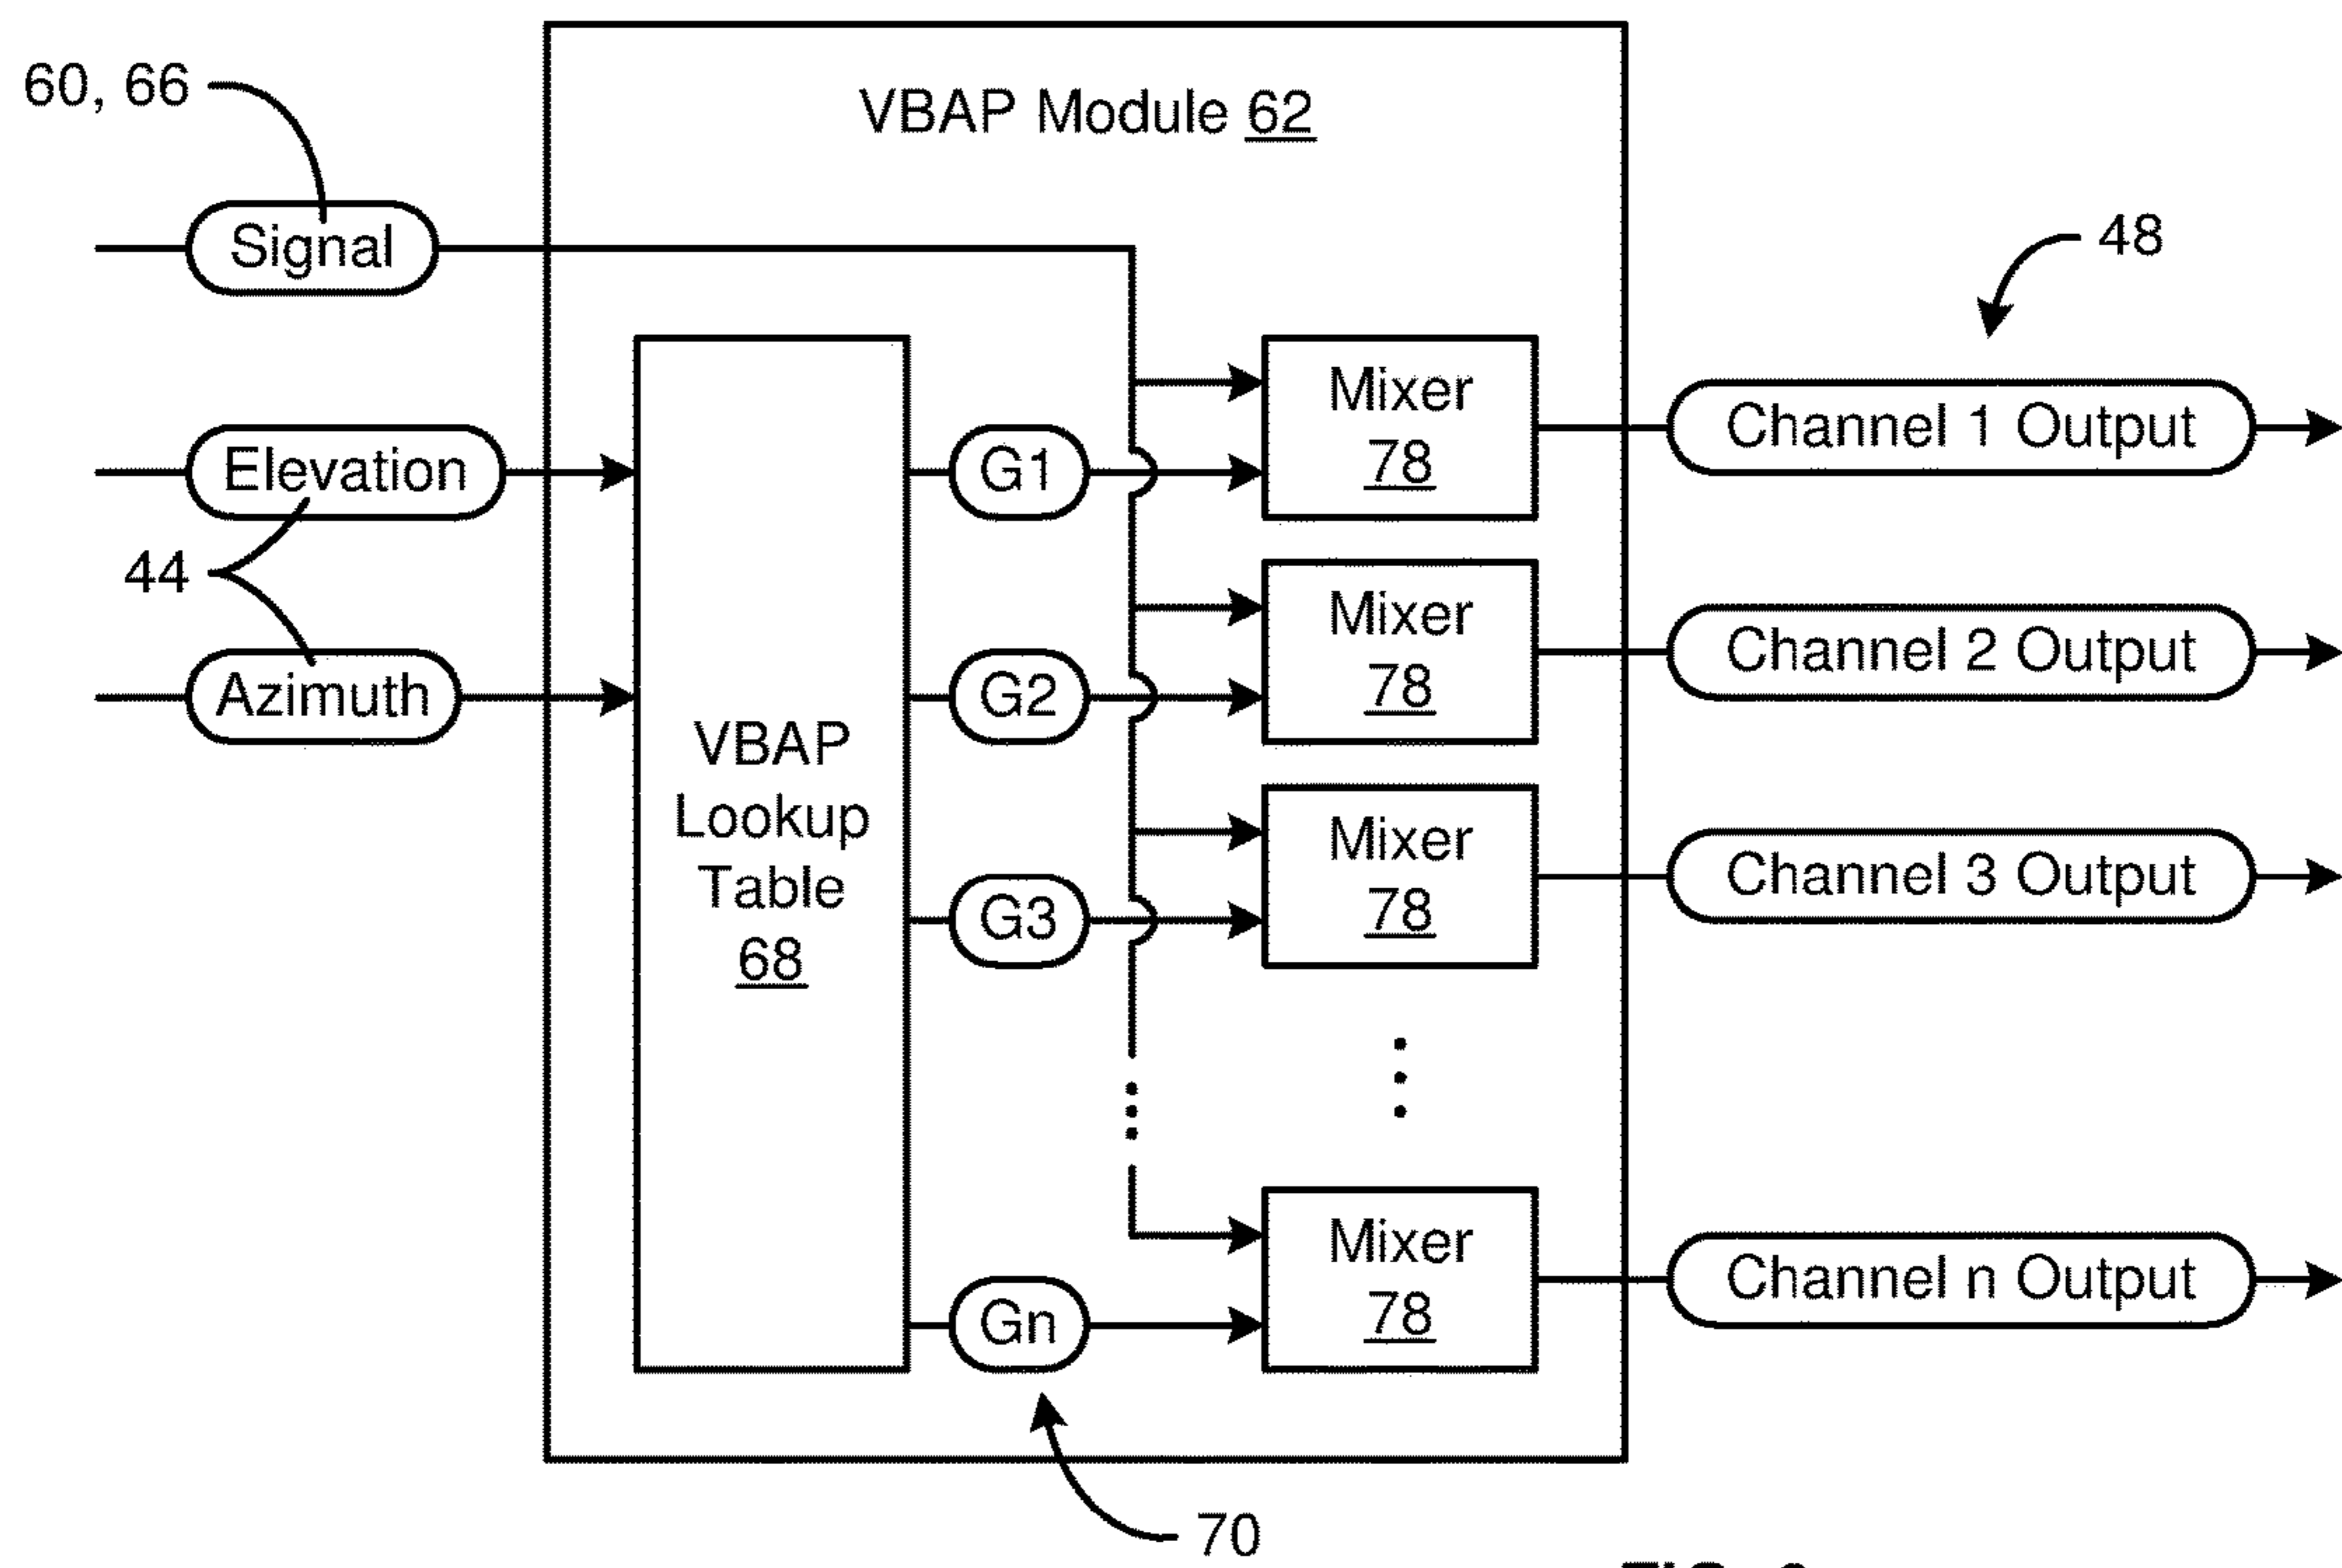 60, 66
VBAP Module 62
Signal
48
Elevation
44
Azimuth
VBAP
Lookup
Table
68
G1
G2
G3
Gn
Mixer
78
Mixer
78
Mixer
78
Mixer
78
Channel 1 Output
Channel 2 Output
Channel 3 Output
Channel n Output
70